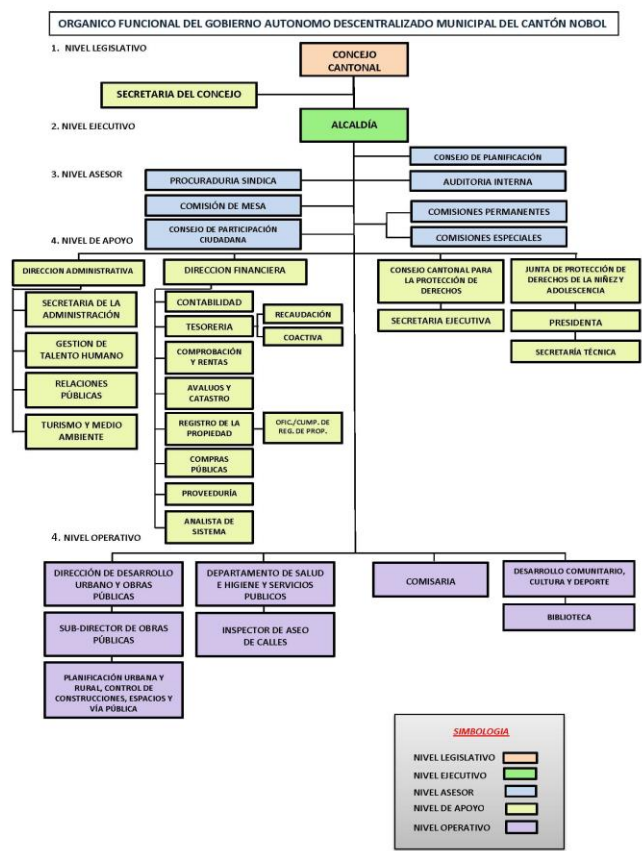 ORGANICO FUNCIONAL DEL GOBIERNO AUTONOMO DESCENTRALIZADO MUNICIPAL DEL CANTÓN NOBOL
1. NIVEL LEGISLATIVO
CONCEJO
CANTONAL
SECRETARIA DEL CONCEJO
2. NIVEL EJECUTIVO
ALCALDÍA
CONSEJO DE PLANIFICACIÓN
3. NIVEL ASESOR
PROCURADURIA SINDICA
AUDITORIA INTERNA
COMISIÓN DE MESA
COMISIONES PERMANENTES
CONSEJO DE PARTICIPACIÓN
CIUDADANA
COMISIONES ESPECIALES
4. NIVEL DE APOYO
DIRECCION ADMINISTRATIVA
SECRETARIA DE LA
ADMINISTRACIÓN
GESTION DE
TALENTO HUMANO
RELACIONES
PÚBLICAS
TURISMO Y MEDIO
AMBIENTE
DIRECCION FINANCIERA
CONTABILIDAD
TESORERIA
RECAUDACIÓN
COACTIVA
COMPROBACIÓN
Y RENTAS
AVALUOS Y
CATASTRO
REGISTRO DE LA
PROPIEDAD
OFIC./CUMP. DE
REG. DE PROP.
COMPRAS
PÚBLICAS
PROVEEDURÍA
ANALISTA DE
SISTEMA
CONSEJO CANTONAL PARA
LA PROTECCIÓN DE
DERECHOS
SECRETARIA EJECUTIVA
JUNTA DE PROTECCIÓN DE
DERECHOS DE LA NIÑEZ Y
ADOLESCENCIA
PRESIDENTA
SECRETARÍA TÉCNICA
4. NIVEL OPERATIVO
DIRECCIÓN DE DESARROLLO
URBANO Y OBRAS
PÚBLICAS
SUB-DIRECTOR DE OBRAS
PÚBLICAS
PLANIFICACIÓN URBANA Y
RURAL, CONTROL DE
CONSTRUCCIONES, ESPACIOS Y
VÍA PÚBLICA
DEPARTAMENTO DE SALUD
E HIGIENE Y SERVICIOS
PUBLICOS
INSPECTOR DE ASEO
DE CALLES
COMISARIA
DESARROLLO COMUNITARIO,
CULTURA Y DEPORTE
BIBLIOTECA
SIMBOLOGIA
NIVEL LEGISLATIVO
NIVEL EJECUTIVO
NIVEL ASESOR
NIVEL DE APOYO
NIVEL OPERATIVO